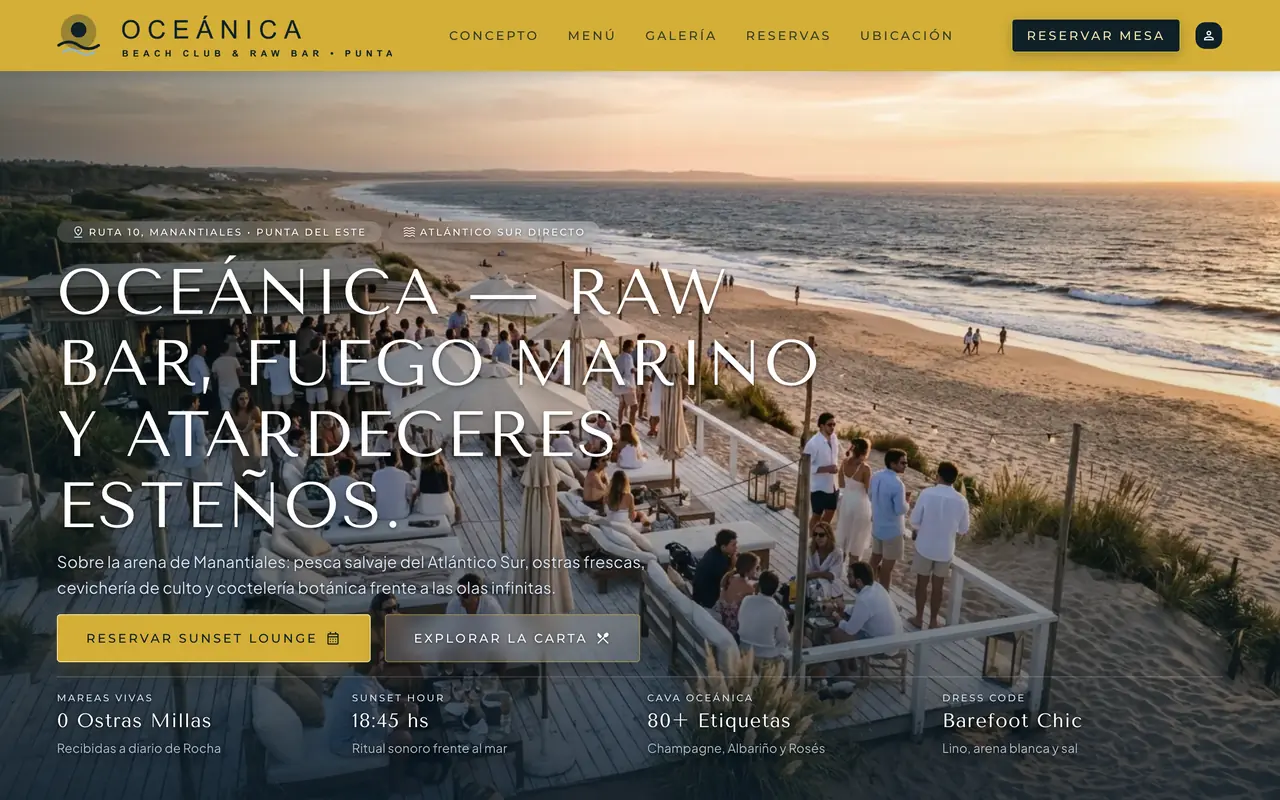 OCEÁNICA
BEACH CLUB & RAW BAR • PUNTA
CONCEPTO
MENÚ
GALERÍA
RESERVAS
UBICACIÓN
RESERVAR MESA
RUTA 10, MANANTIALES • PUNTA DEL ESTE
ATLÁNTICO SUR DIRECTO
OCEÁNICA — RAW
BAR, FUEGO MARINO
Y ATARDECERES
ESTEÑOS.
Sobre la arena de Manantiales: pesca salvaje del Atlántico Sur, ostras frescas,
cevichería de culto y coctelería botánica frente a las olas infinitas.
RESERVAR SUNSET LOUNGE
EXPLORAR LA CARTA
MAREAS VIVAS
0 Ostras Millas
Recibidas a diario de Rocha
SUNSET HOUR
18:45 hs
Ritual sonoro frente al mar
CAVA OCEÁNICA
80+ Etiquetas
Champagne, Albariño y Rosés
DRESS CODE
Barefoot Chic
Lino, arena blanca y sal